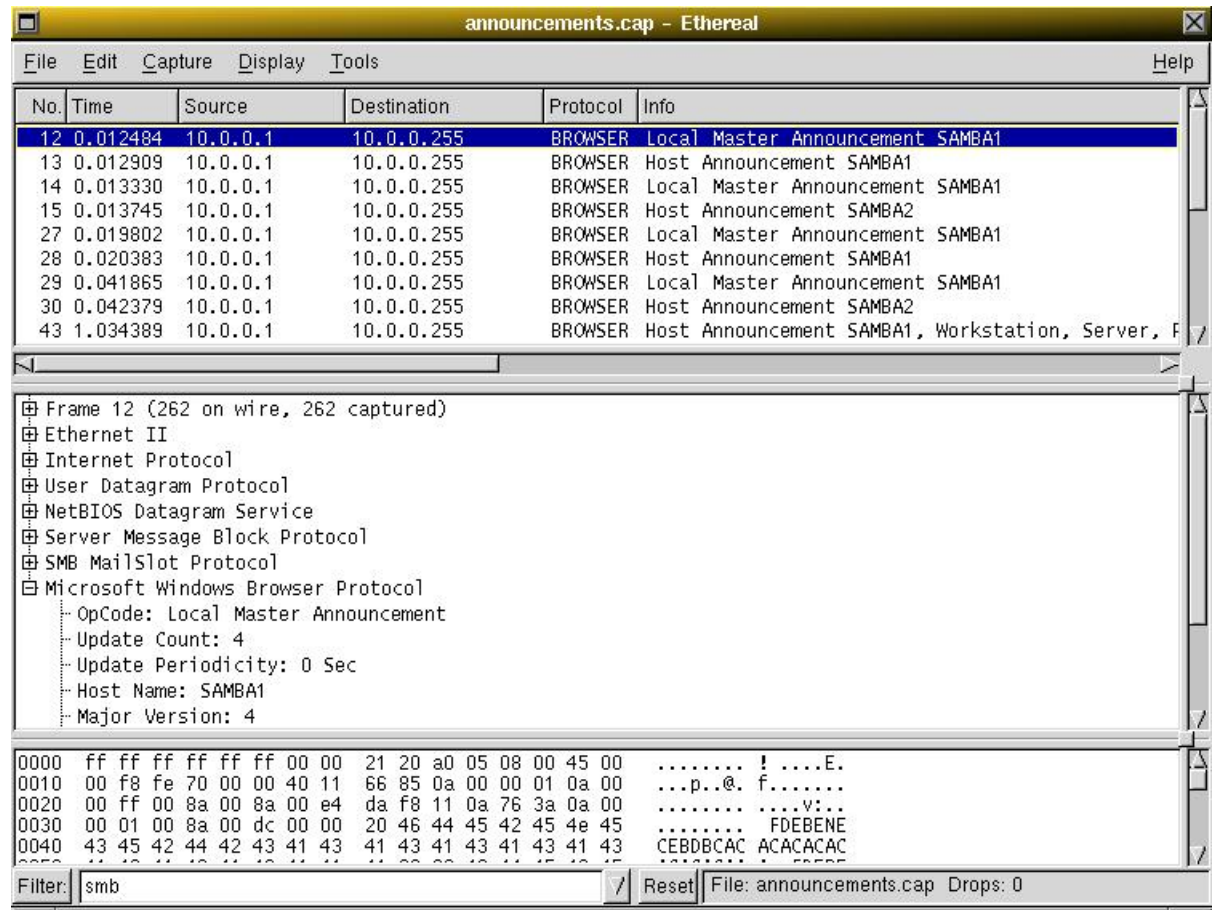 announcements.cap - Ethereal
File Edit Capture Display Tools Help
No. Time Source Destination Protocol Info
12 0.012484 10.0.0.1 10.0.0.255 BROWSER Local Master Announcement SAMBA1
13 0.012909 10.0.0.1 10.0.0.255 BROWSER Host Announcement SAMBA1
14 0.013330 10.0.0.1 10.0.0.255 BROWSER Local Master Announcement SAMBA1
15 0.013745 10.0.0.1 10.0.0.255 BROWSER Host Announcement SAMBA2
27 0.019802 10.0.0.1 10.0.0.255 BROWSER Local Master Announcement SAMBA1
28 0.020383 10.0.0.1 10.0.0.255 BROWSER Host Announcement SAMBA1
29 0.041865 10.0.0.1 10.0.0.255 BROWSER Local Master Announcement SAMBA1
30 0.042379 10.0.0.1 10.0.0.255 BROWSER Host Announcement SAMBA2
43 1.034389 10.0.0.1 10.0.0.255 BROWSER Host Announcement SAMBA1, Workstation, Server,
Frame 12 (262 on wire, 262 captured)
Ethernet II
Internet Protocol
User Datagram Protocol
NetBIOS Datagram Service
Server Message Block Protocol
SMB MailSlot Protocol
Microsoft Windows Browser Protocol
OpCode: Local Master Announcement
Update Count: 4
Update Periodicity: 0 Sec
Host Name: SAMBA1
Major Version: 4
0000 ff ff ff ff ff ff 00 00 21 20 a0 05 08 00 45 00 ........ ! ....E.
0010 00 f8 fe 70 00 00 40 11 66 85 0a 00 00 01 0a 00 ...p..@. f.......
0020 00 ff 00 8a 00 8a 00 e4 da f8 11 0a 76 3a 0a 00 ........ ....v:..
0030 00 01 00 8a 00 dc 00 00 20 46 44 45 42 45 4e 45 ........ FDEBENE
0040 43 45 42 44 42 43 41 43 41 43 41 43 41 43 41 43 CEBDBCAC ACACACAC
Filter: smb Reset File: announcements.cap Drops: 0